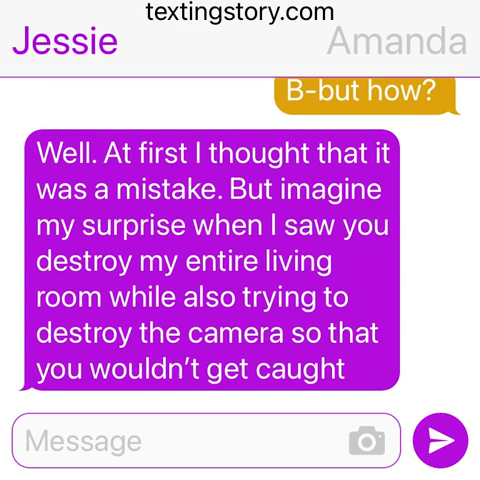 textingstory.com
Jessie Amanda
B-but how?
Well. At first I thought that it
was a mistake. But imagine
my surprise when I saw you
destroy my entire living
room while also trying to
destroy the camera so that
you wouldn’t get caught
Message